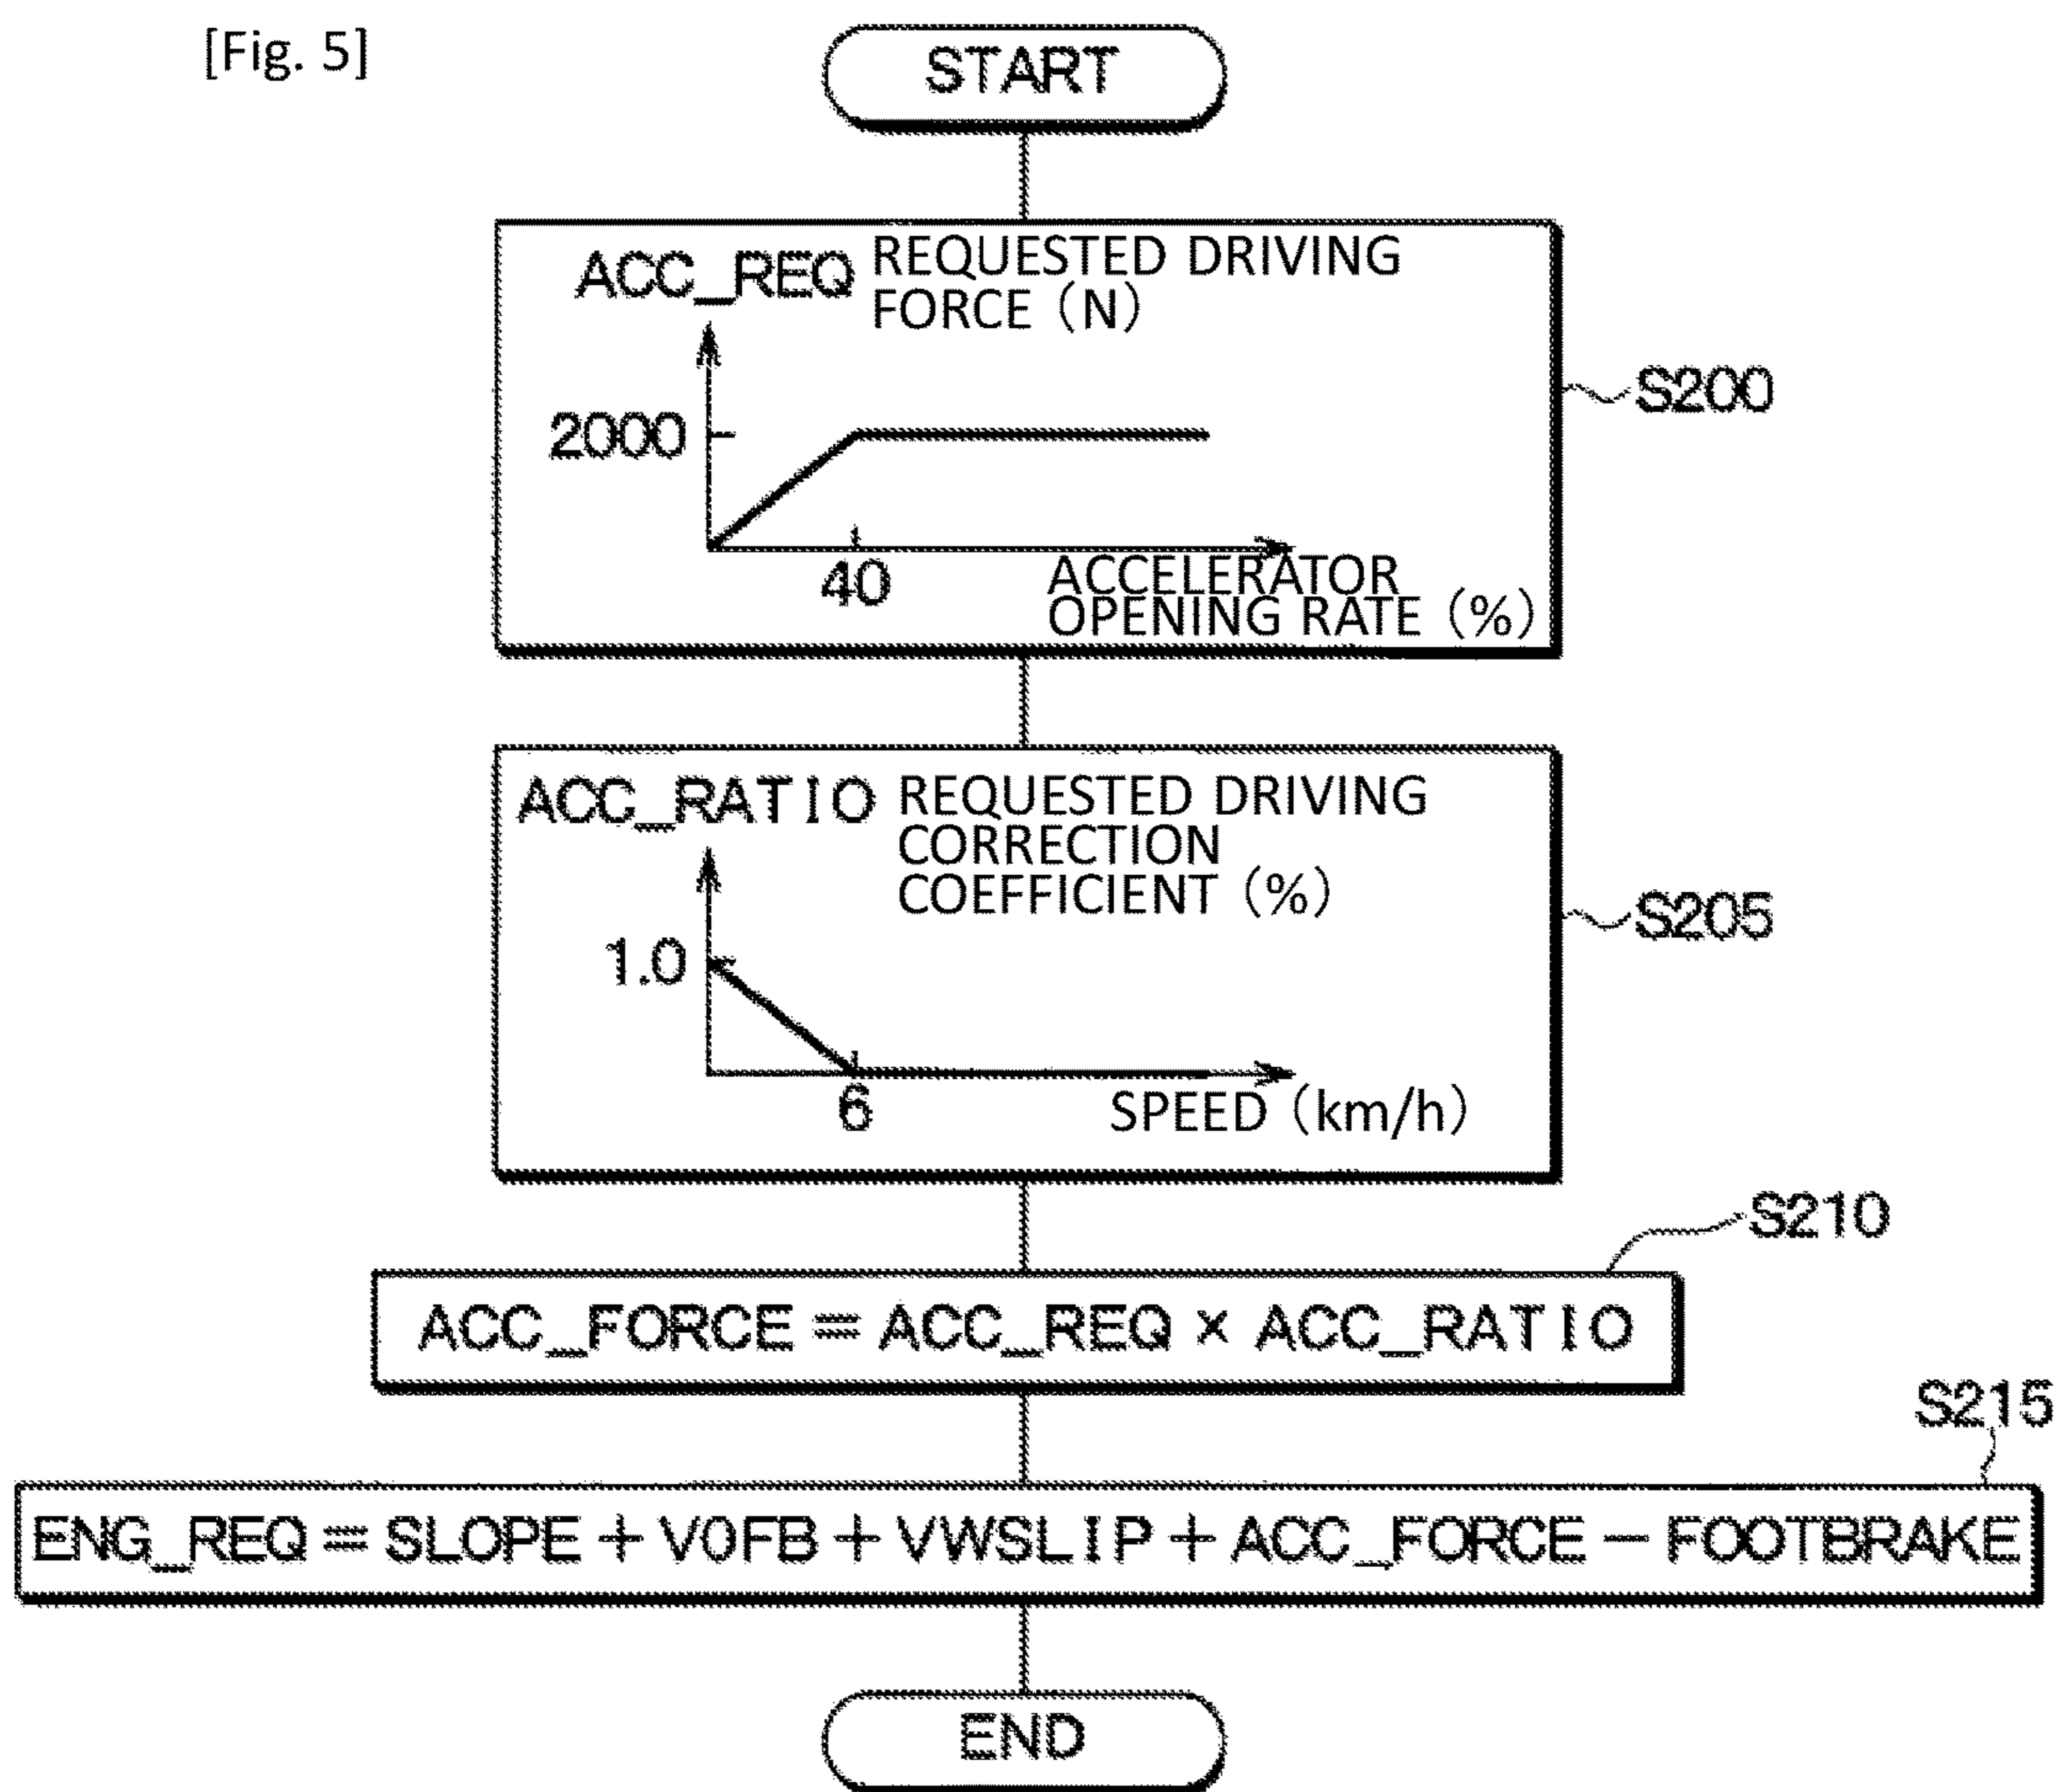 [Fig. 5]
START
ACC_REQ REQUESTED DRIVING
FORCE (N)
2000
40
ACCELERATOR
OPENING RATE (%)
S200
ACC_RATIO REQUESTED DRIVING
CORRECTION
COEFFICIENT (%)
1.0
6
SPEED (km/h)
S205
S210
ACC_FORCE = ACC_REQ × ACC_RATIO
S215
ENG_REQ = SLOPE + V0FB + VWSLIP + ACC_FORCE − FOOTBRAKE
END